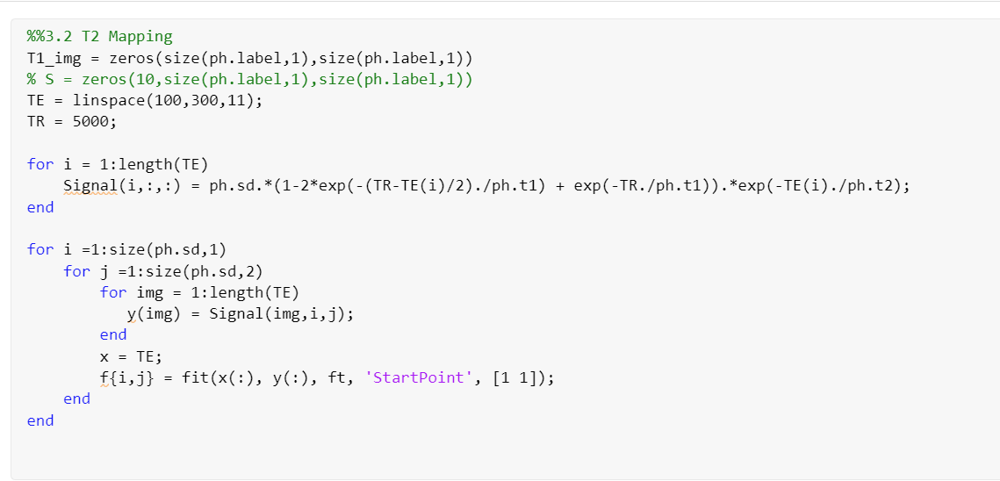 %%3.2 T2 Mapping
T1_img = zeros(size(ph.label,1),size(ph.label,1))
% S = zeros(10,size(ph.label,1),size(ph.label,1))
TE = linspace(100,300,11);
TR = 5000;
for i = 1:length(TE)
Signal(i,:,:) = ph.sd.*(1-2*exp(-(TR-TE(i)/2)./ph.t1) + exp(-TR./ph.t1)).*exp(-TE(i)./ph.t2);
end
for i =1:size(ph.sd,1)
for j =1:size(ph.sd,2)
for img = 1:length(TE)
y(img) = Signal(img,i,j);
end
x = TE;
f{i,j} = fit(x(:), y(:), ft, 'StartPoint', [1 1]);
end
end